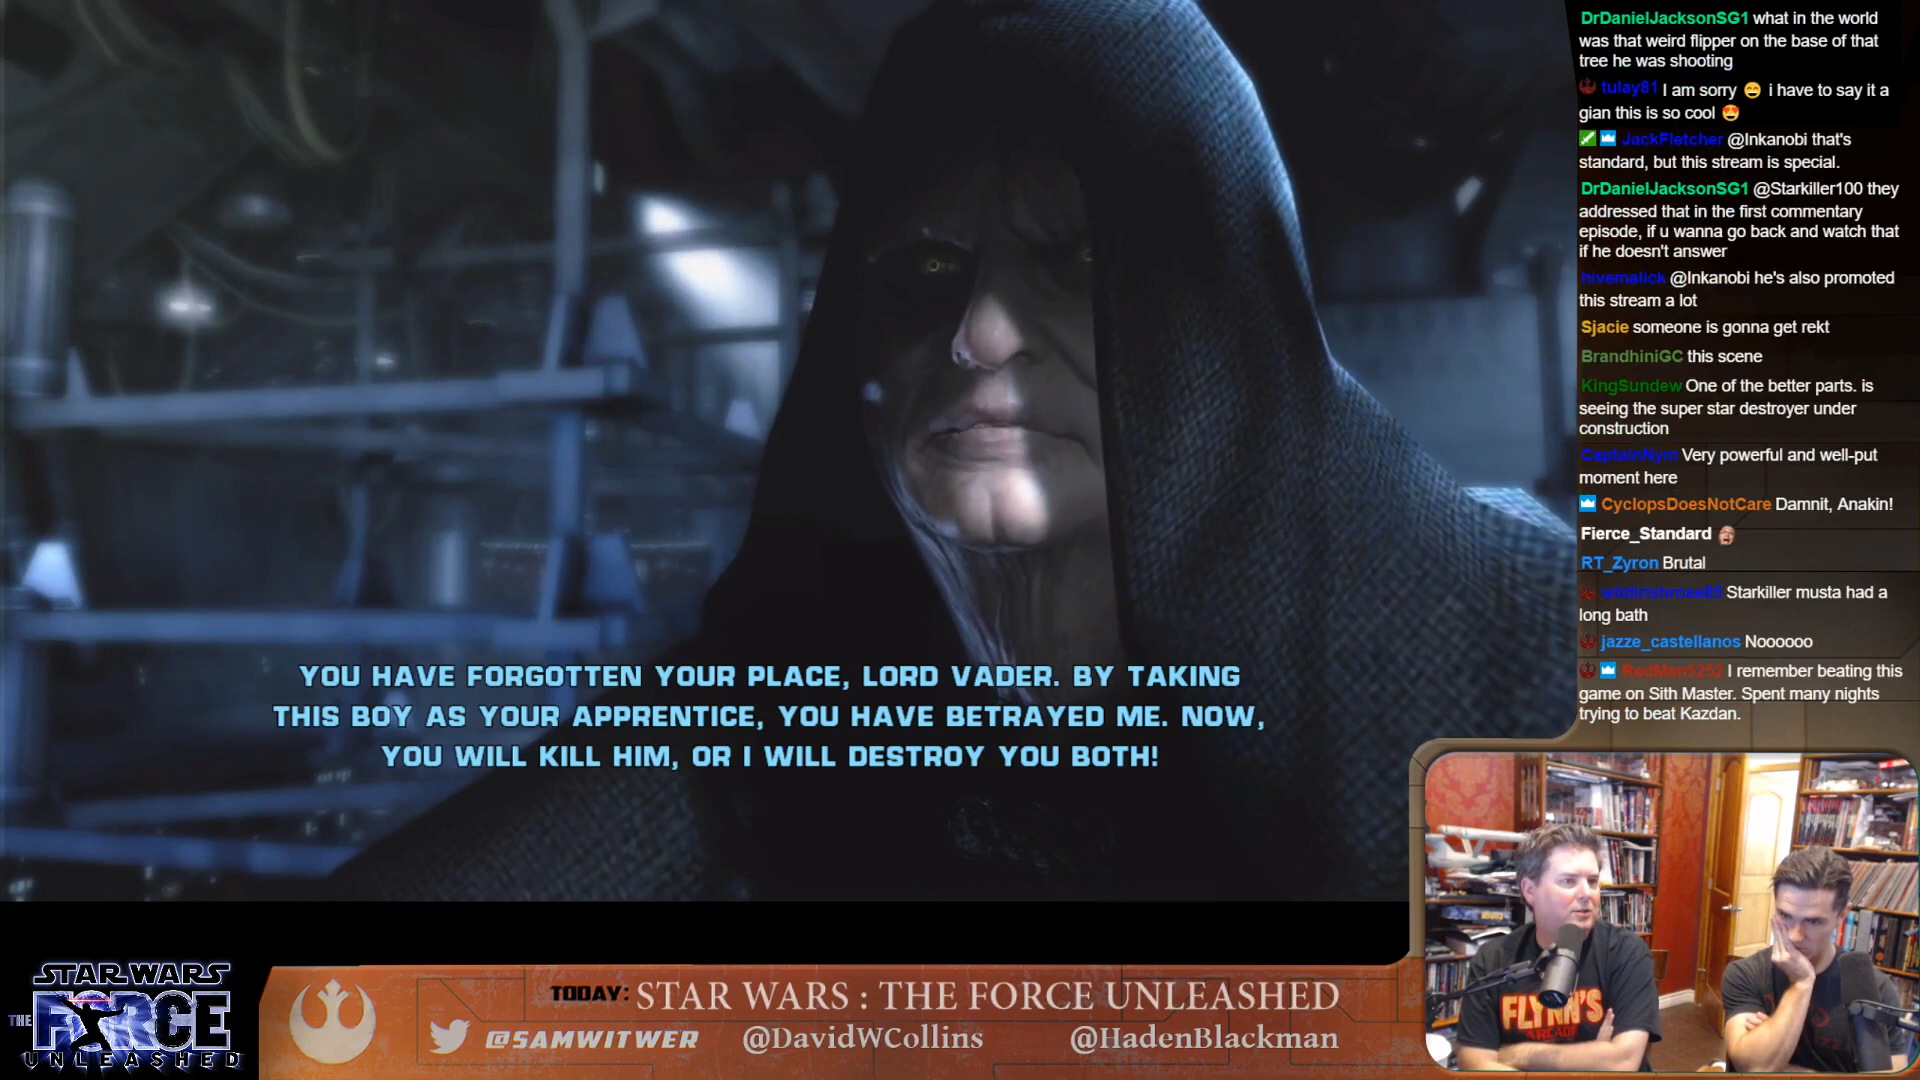 YOU HAVE FORGOTTEN YOUR PLACE, LORD VADER. BY TAKING
THIS BOY AS YOUR APPRENTICE, YOU HAVE BETRAYED ME. NOW,
YOU WILL KILL HIM, OR I WILL DESTROY YOU BOTH!
DrDanielJacksonSG1 what in the world
was that weird flipper on the base of that
tree he was shooting
tulay81 I am sorry 😄 i have to say it a
gian this is so cool 😍
JackFletcher @Inkanobi that's
standard, but this stream is special.
DrDanielJacksonSG1 @Starkiller100 they
addressed that in the first commentary
episode, if u wanna go back and watch that
if he doesn't answer
hivemalick @Inkanobi he's also promoted
this stream a lot
Sjacie someone is gonna get rekt
BrandhiniGC this scene
KingSundew One of the better parts. is
seeing the super star destroyer under
construction
CaptainNym Very powerful and well-put
moment here
CyclopsDoesNotCare Damnit, Anakin!
Fierce_Standard
RT_Zyron Brutal
wildirishrose85 Starkiller musta had a
long bath
jazze_castellanos Noooooo
RedMan5252 I remember beating this
game on Sith Master. Spent many nights
trying to beat Kazdan.
FLYNN'S
ARCADE
STAR WARS
THE FORCE
UNLEASHED
TODAY: STAR WARS : THE FORCE UNLEASHED
@SAMWITWER @DavidWCollins @HadenBlackman